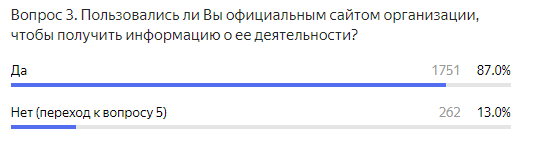 Вопрос 3. Пользовались ли Вы официальным сайтом организации,
чтобы получить информацию о ее деятельности?
Да 1751 87.0%
Нет (переход к вопросу 5) 262 13.0%